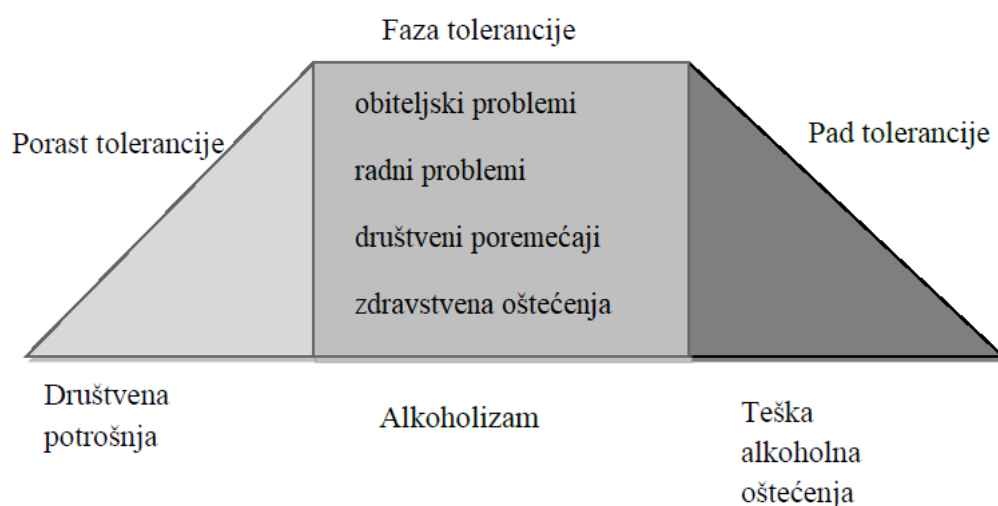 Faza tolerancije
Porast tolerancije
obiteljski problemi
radni problemi
društveni poremećaji
zdravstvena oštećenja
Pad tolerancije
Društvena
potrošnja
Alkoholizam
Teška
alkoholna
oštećenja